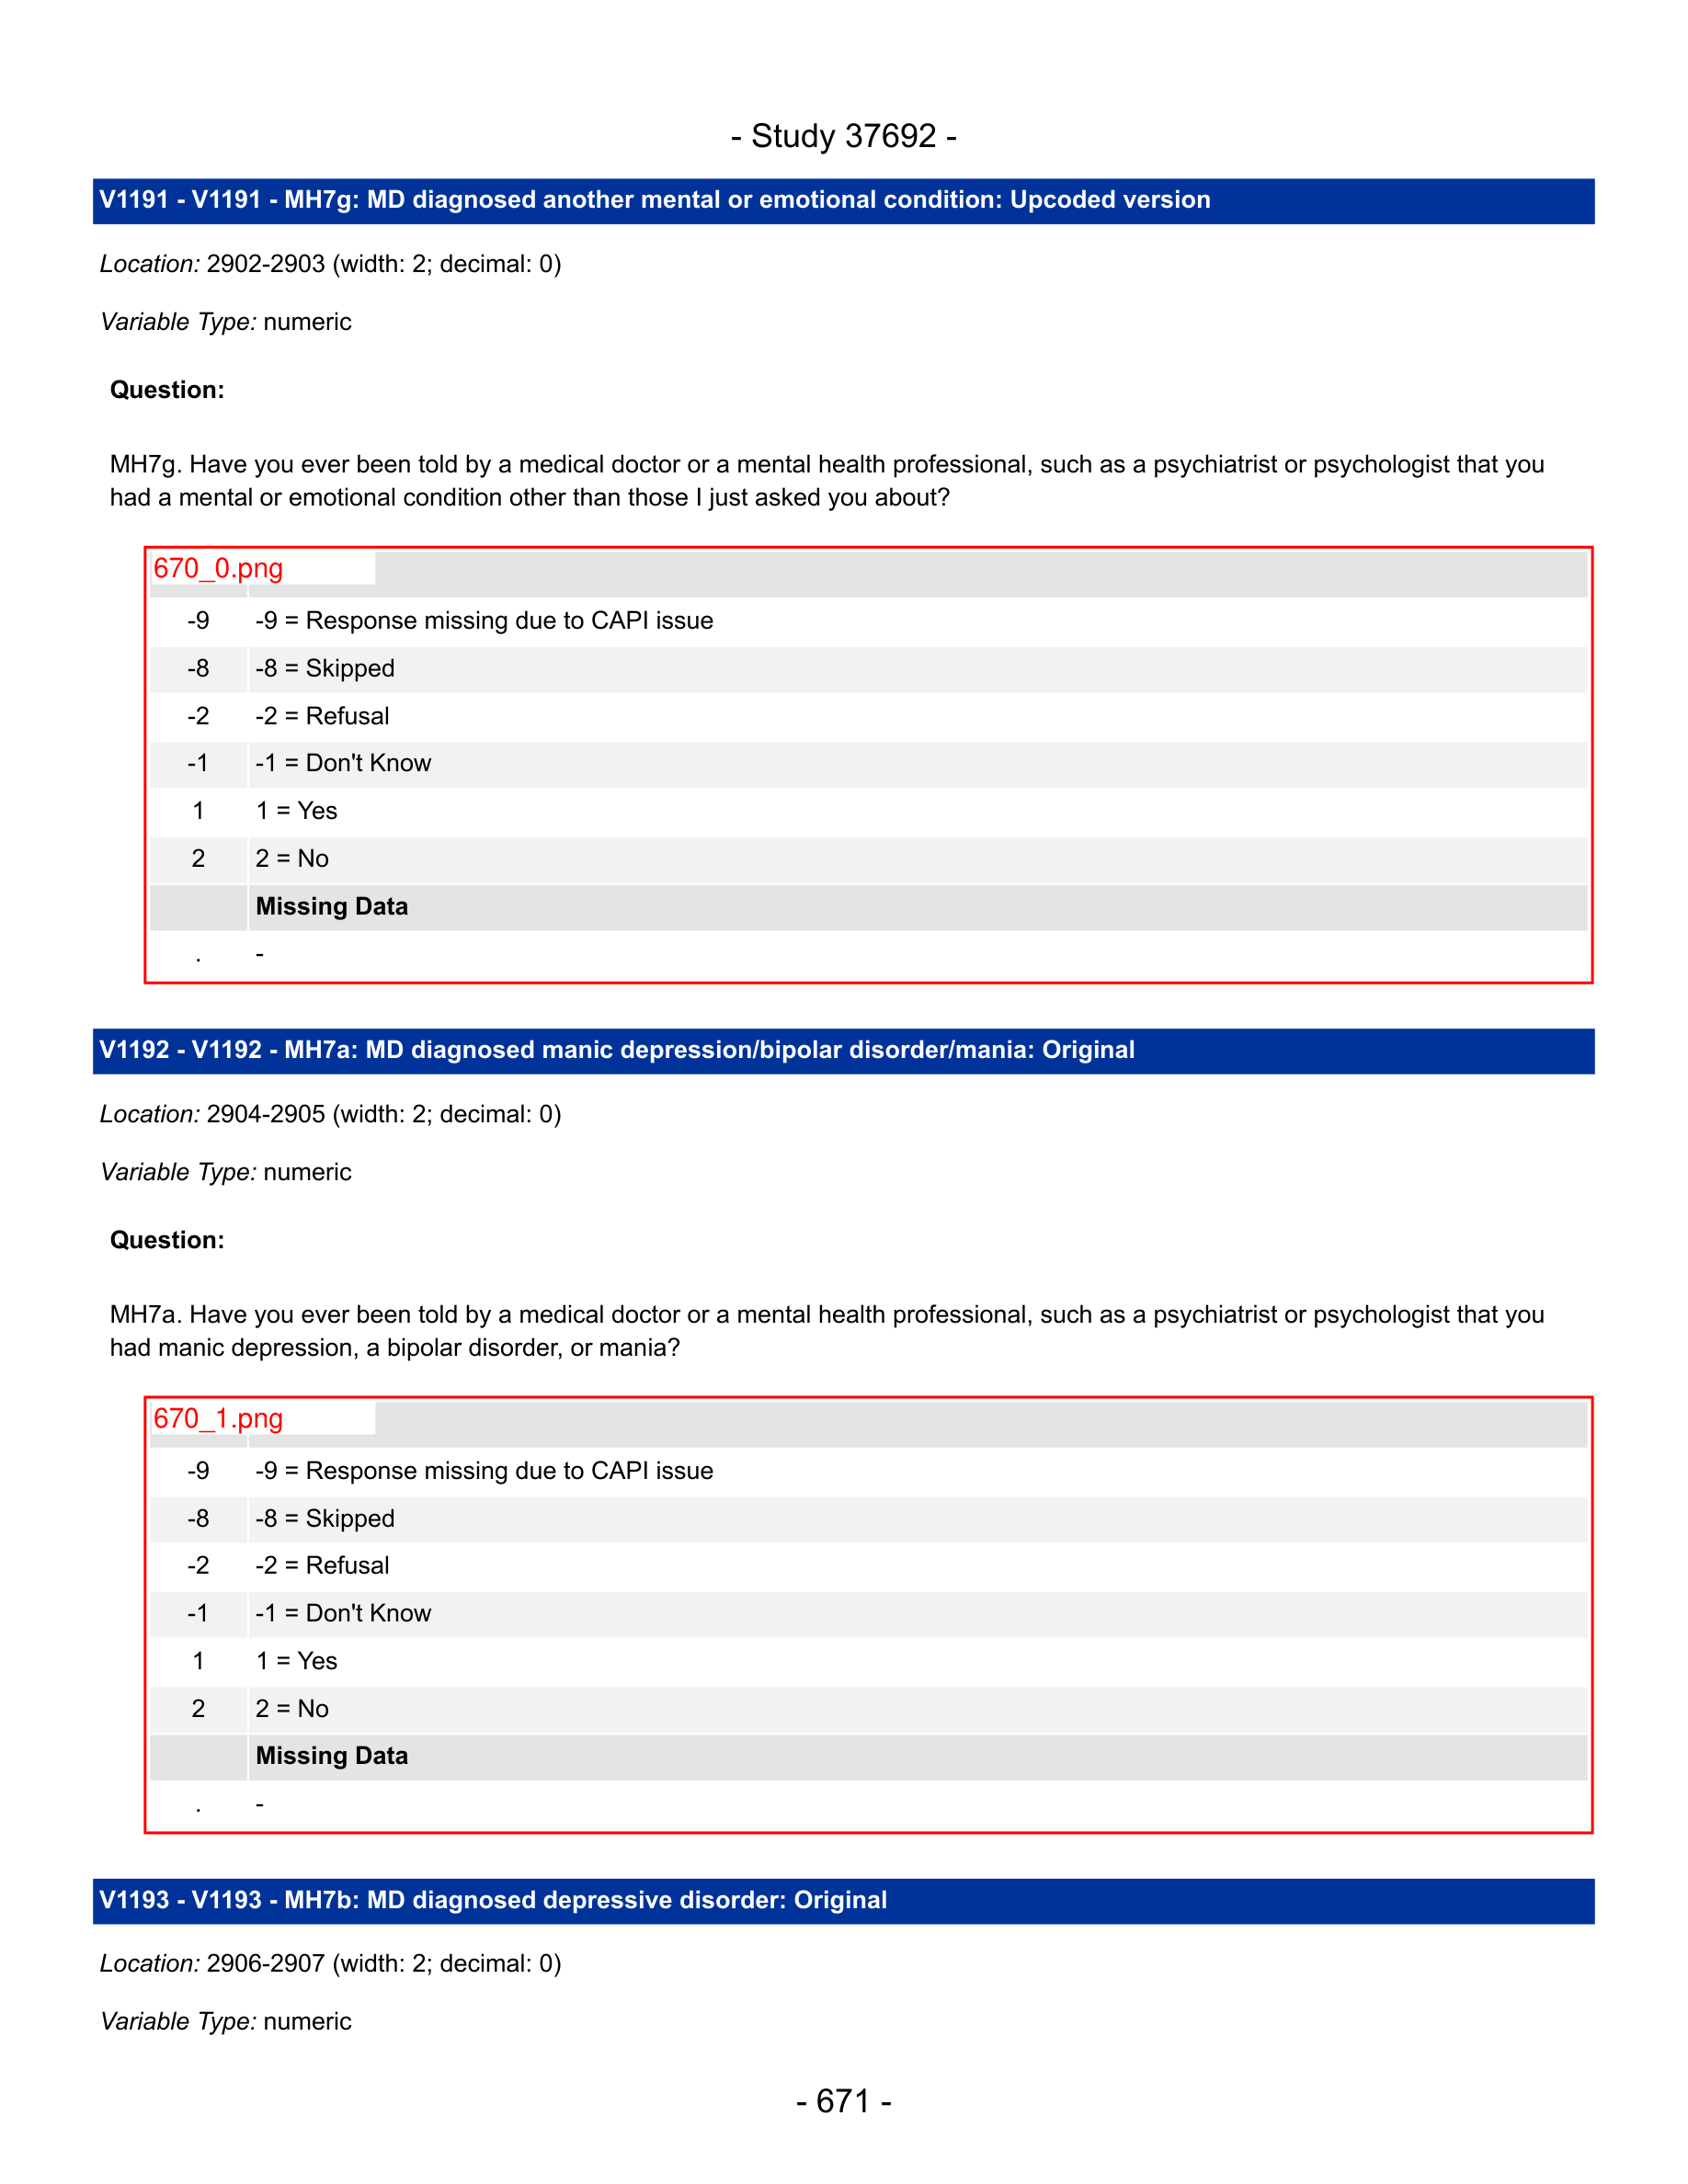 - Study 37692 -
V1191 - V1191 - MH7g: MD diagnosed another mental or emotional condition: Upcoded version
Location: 2902-2903 (width: 2; decimal: 0)
Variable Type: numeric
Question:
MH7g. Have you ever been told by a medical doctor or a mental health professional, such as a psychiatrist or psychologist that you
had a mental or emotional condition other than those I just asked you about?
670_0.png
-9 -9 = Response missing due to CAPI issue
-8 -8 = Skipped
-2 -2 = Refusal
-1 -1 = Don't Know
1 1 = Yes
2 2 = No
Missing Data
. -
V1192 - V1192 - MH7a: MD diagnosed manic depression/bipolar disorder/mania: Original
Location: 2904-2905 (width: 2; decimal: 0)
Variable Type: numeric
Question:
MH7a. Have you ever been told by a medical doctor or a mental health professional, such as a psychiatrist or psychologist that you
had manic depression, a bipolar disorder, or mania?
670_1.png
-9 -9 = Response missing due to CAPI issue
-8 -8 = Skipped
-2 -2 = Refusal
-1 -1 = Don't Know
1 1 = Yes
2 2 = No
Missing Data
. -
V1193 - V1193 - MH7b: MD diagnosed depressive disorder: Original
Location: 2906-2907 (width: 2; decimal: 0)
Variable Type: numeric
- 671 -